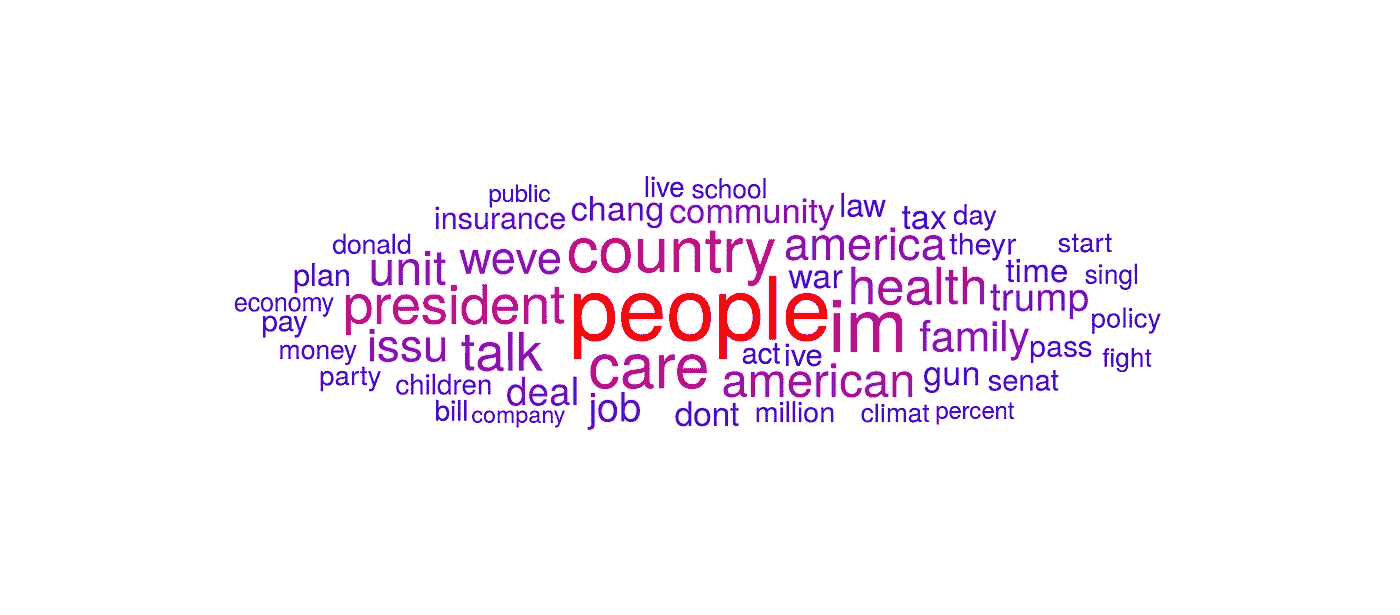 live school
public
insurance chang community law tax day
donald unit weve country america theyr start
plan war health time singl
economy president people im trump
pay policy
money issu talk family pass fight
party children deal care active american gun senat
bill company job dont million climat percent